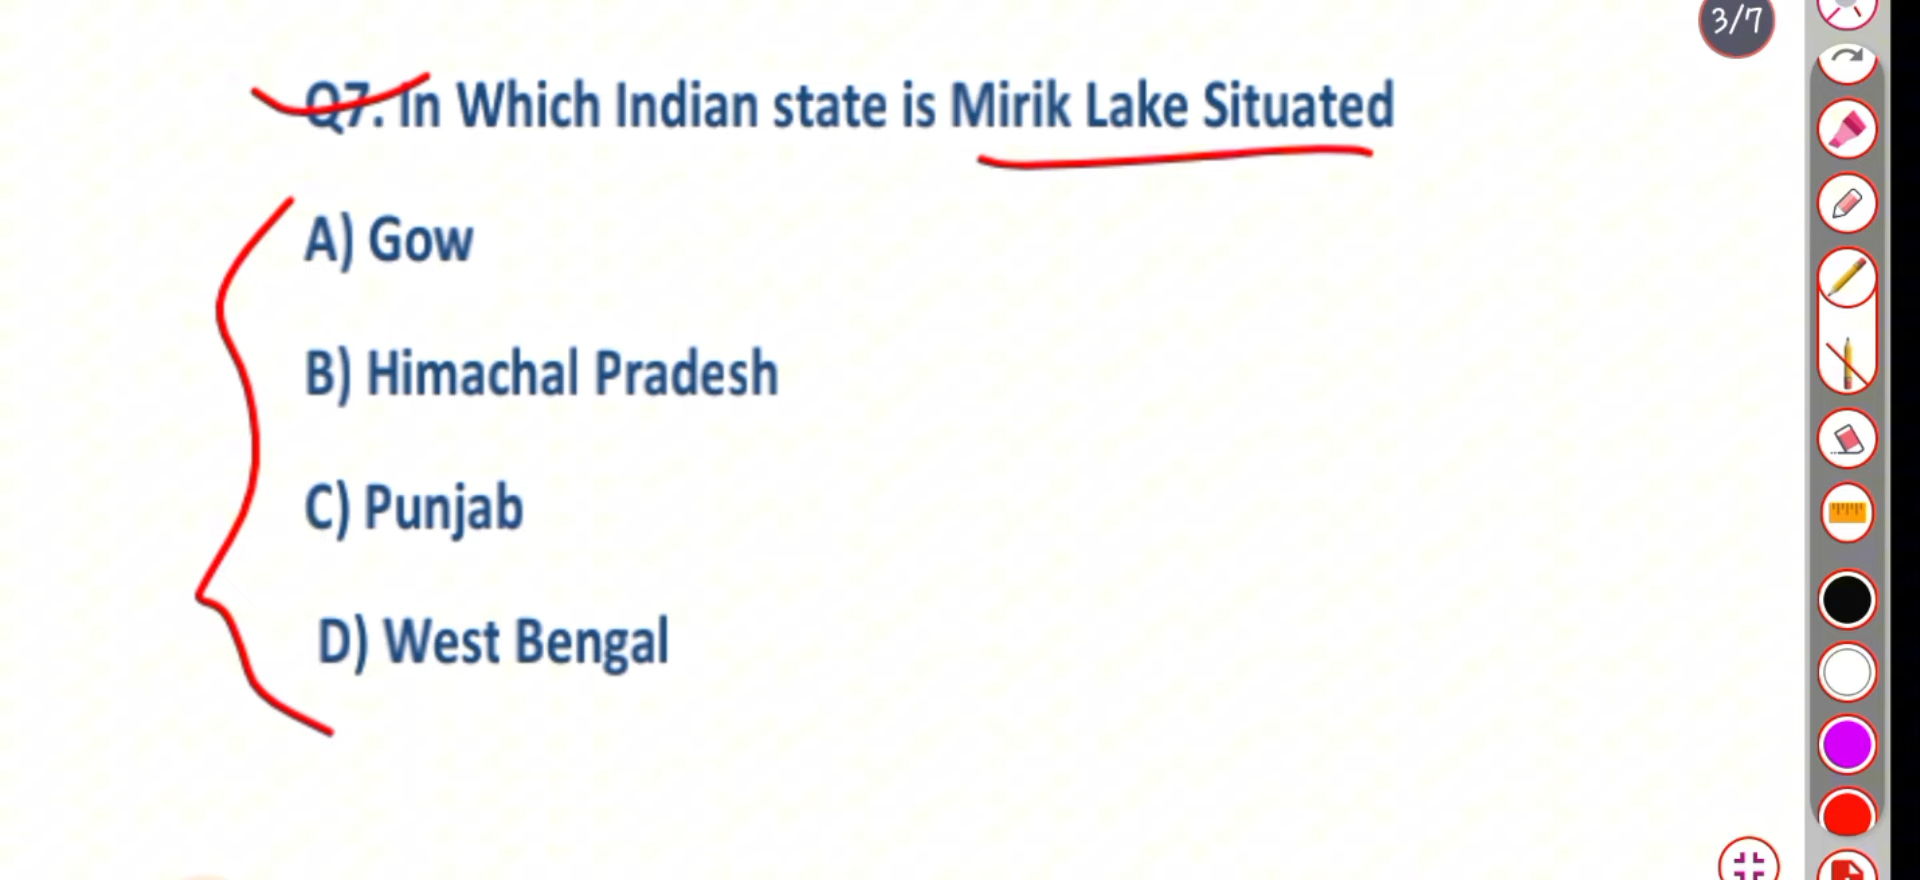 3/7
Q7. In Which Indian state is Mirik Lake Situated
A) Gow
B) Himachal Pradesh
C) Punjab
D) West Bengal